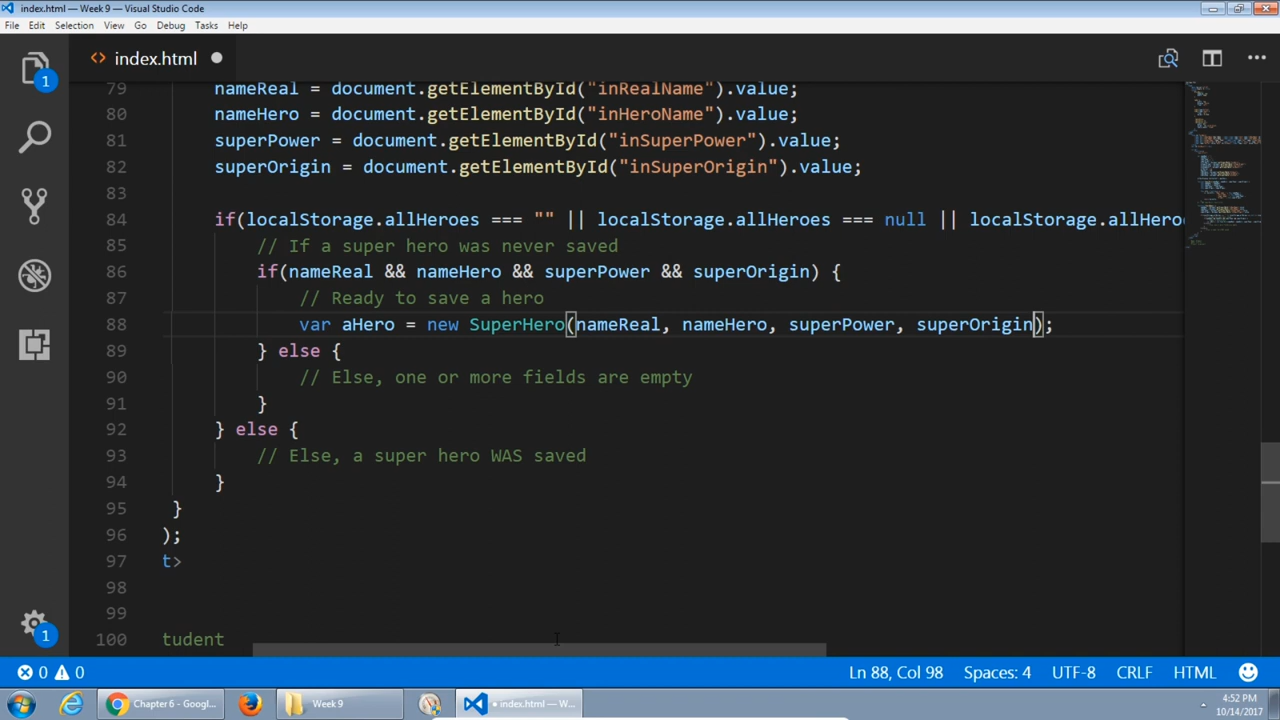 index.html — Week 9 — Visual Studio Code
File Edit Selection View Go Debug Tasks Help
index.html
1
79 nameReal = document.getElementById("inRealName").value;
80 nameHero = document.getElementById("inHeroName").value;
81 superPower = document.getElementById("inSuperPower").value;
82 superOrigin = document.getElementById("inSuperOrigin").value;
83
84 if(localStorage.allHeroes === "" || localStorage.allHeroes === null || localStorage.allHeroe
85 // If a super hero was never saved
86 if(nameReal && nameHero && superPower && superOrigin) {
87 // Ready to save a hero
88 var aHero = new SuperHero(nameReal, nameHero, superPower, superOrigin);
89 } else {
90 // Else, one or more fields are empty
91 }
92 } else {
93 // Else, a super hero WAS saved
94 }
95 }
96 );
97 t>
98
99
100 tudent
1
0 0 Ln 88, Col 98 Spaces: 4 UTF-8 CRLF HTML
Chapter 6 - Googl... Week 9 index.html — W... 4:52 PM
10/14/2017